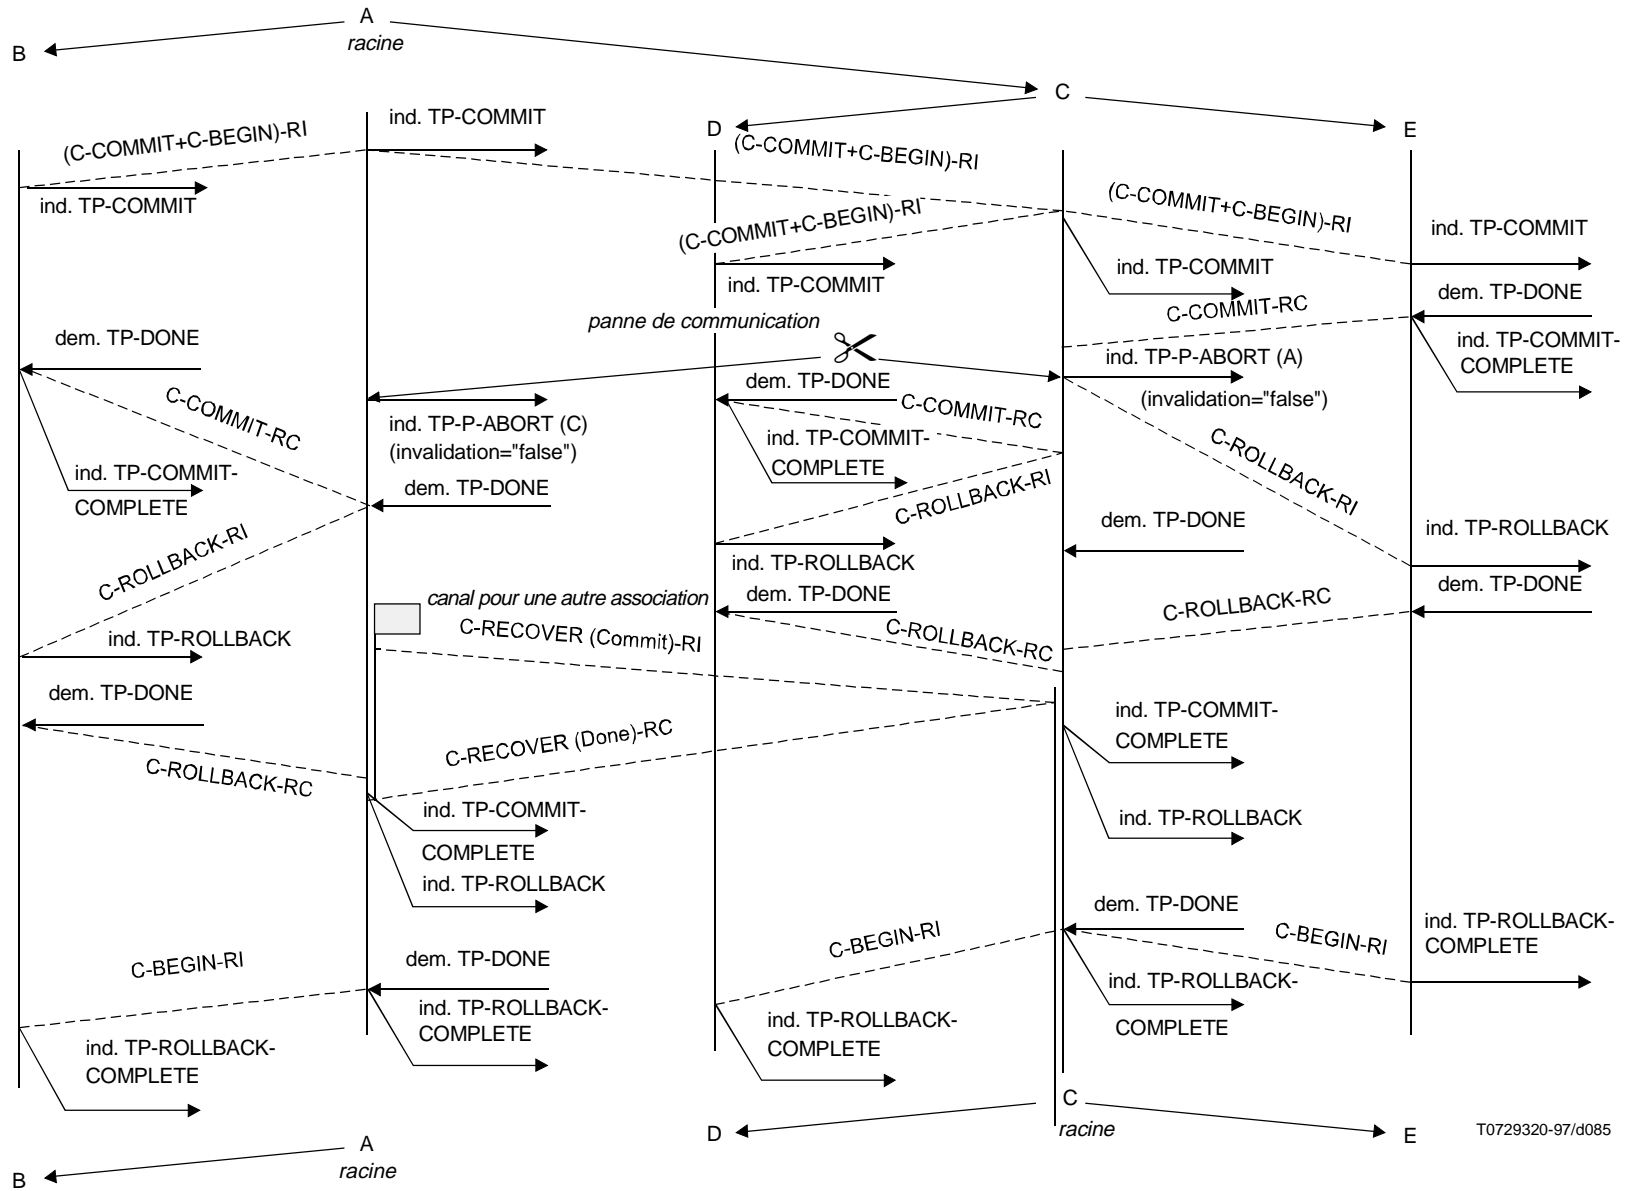 A
racine
B
C
D
E
ind. TP-COMMIT
(C-COMMIT+C-BEGIN)-RI
(C-COMMIT+C-BEGIN)-RI
ind. TP-COMMIT
(C-COMMIT+C-BEGIN)-RI
(C-COMMIT+C-BEGIN)-RI
ind. TP-COMMIT
ind. TP-COMMIT
ind. TP-COMMIT
dem. TP-DONE
C-COMMIT-RC
panne de communication
dem. TP-DONE
ind. TP-COMMIT-
COMPLETE
ind. TP-P-ABORT (A)
(invalidation="false")
dem. TP-DONE
C-COMMIT-RC
C-COMMIT-RC
ind. TP-P-ABORT (C)
(invalidation="false")
ind. TP-COMMIT-
COMPLETE
C-ROLLBACK-RI
ind. TP-COMMIT-
COMPLETE
dem. TP-DONE
C-ROLLBACK-RI
dem. TP-DONE
ind. TP-ROLLBACK
C-ROLLBACK-RI
ind. TP-ROLLBACK
dem. TP-DONE
canal pour une autre association
dem. TP-DONE
C-ROLLBACK-RC
C-RECOVER (Commit)-RI
C-ROLLBACK-RC
ind. TP-ROLLBACK
dem. TP-DONE
ind. TP-COMMIT-
COMPLETE
C-RECOVER (Done)-RC
C-ROLLBACK-RC
ind. TP-COMMIT-
COMPLETE
ind. TP-ROLLBACK
ind. TP-ROLLBACK
dem. TP-DONE
C-BEGIN-RI
C-BEGIN-RI
ind. TP-ROLLBACK-
COMPLETE
C-BEGIN-RI
dem. TP-DONE
ind. TP-ROLLBACK-
COMPLETE
ind. TP-ROLLBACK-
COMPLETE
ind. TP-ROLLBACK-
COMPLETE
ind. TP-ROLLBACK-
COMPLETE
C
racine
D
E
T0729320-97/d085
A
racine
B